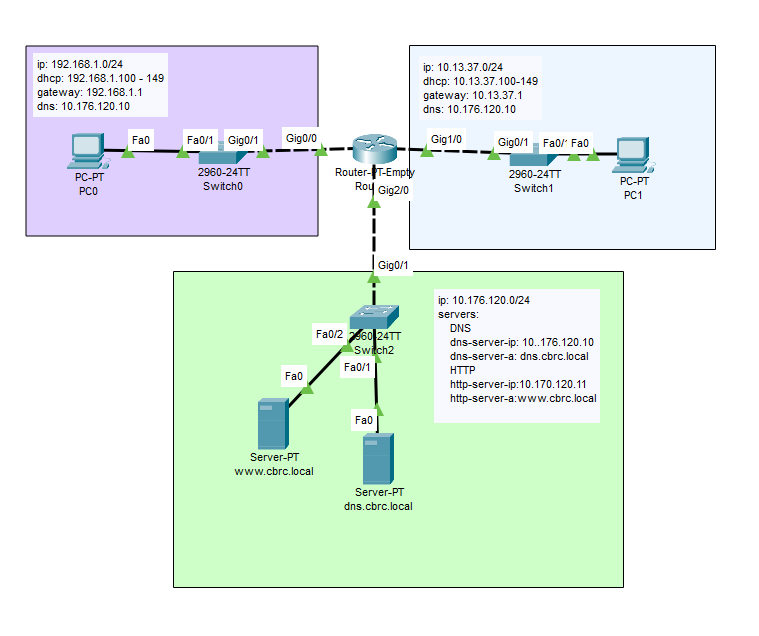 ip: 192.168.1.0/24
dhcp: 192.168.1.100 - 149
gateway: 192.168.1.1
dns: 10.176.120.10
Fa0
Fa0/1
Gig0/1
Gig0/0
PC-PT
PC0
2960-24TT
Switch0
Router-PT-Empty
Rou
ip: 10.13.37.0/24
dhcp: 10.13.37.100-149
gateway: 10.13.37.1
dns: 10.176.120.10
Gig1/0
Gig0/1
Fa0/1
Fa0
2960-24TT
Switch1
PC-PT
PC1
Gig2/0
Gig0/1
2960-24TT
Switch2
Fa0/2
Fa0/1
Fa0
Fa0
Server-PT
www.cbrc.local
Server-PT
dns.cbrc.local
ip: 10.176.120.0/24
servers:
DNS
dns-server-ip: 10..176.120.10
dns-server-a: dns.cbrc.local
HTTP
http-server-ip:10.170.120.11
http-server-a:www.cbrc.local